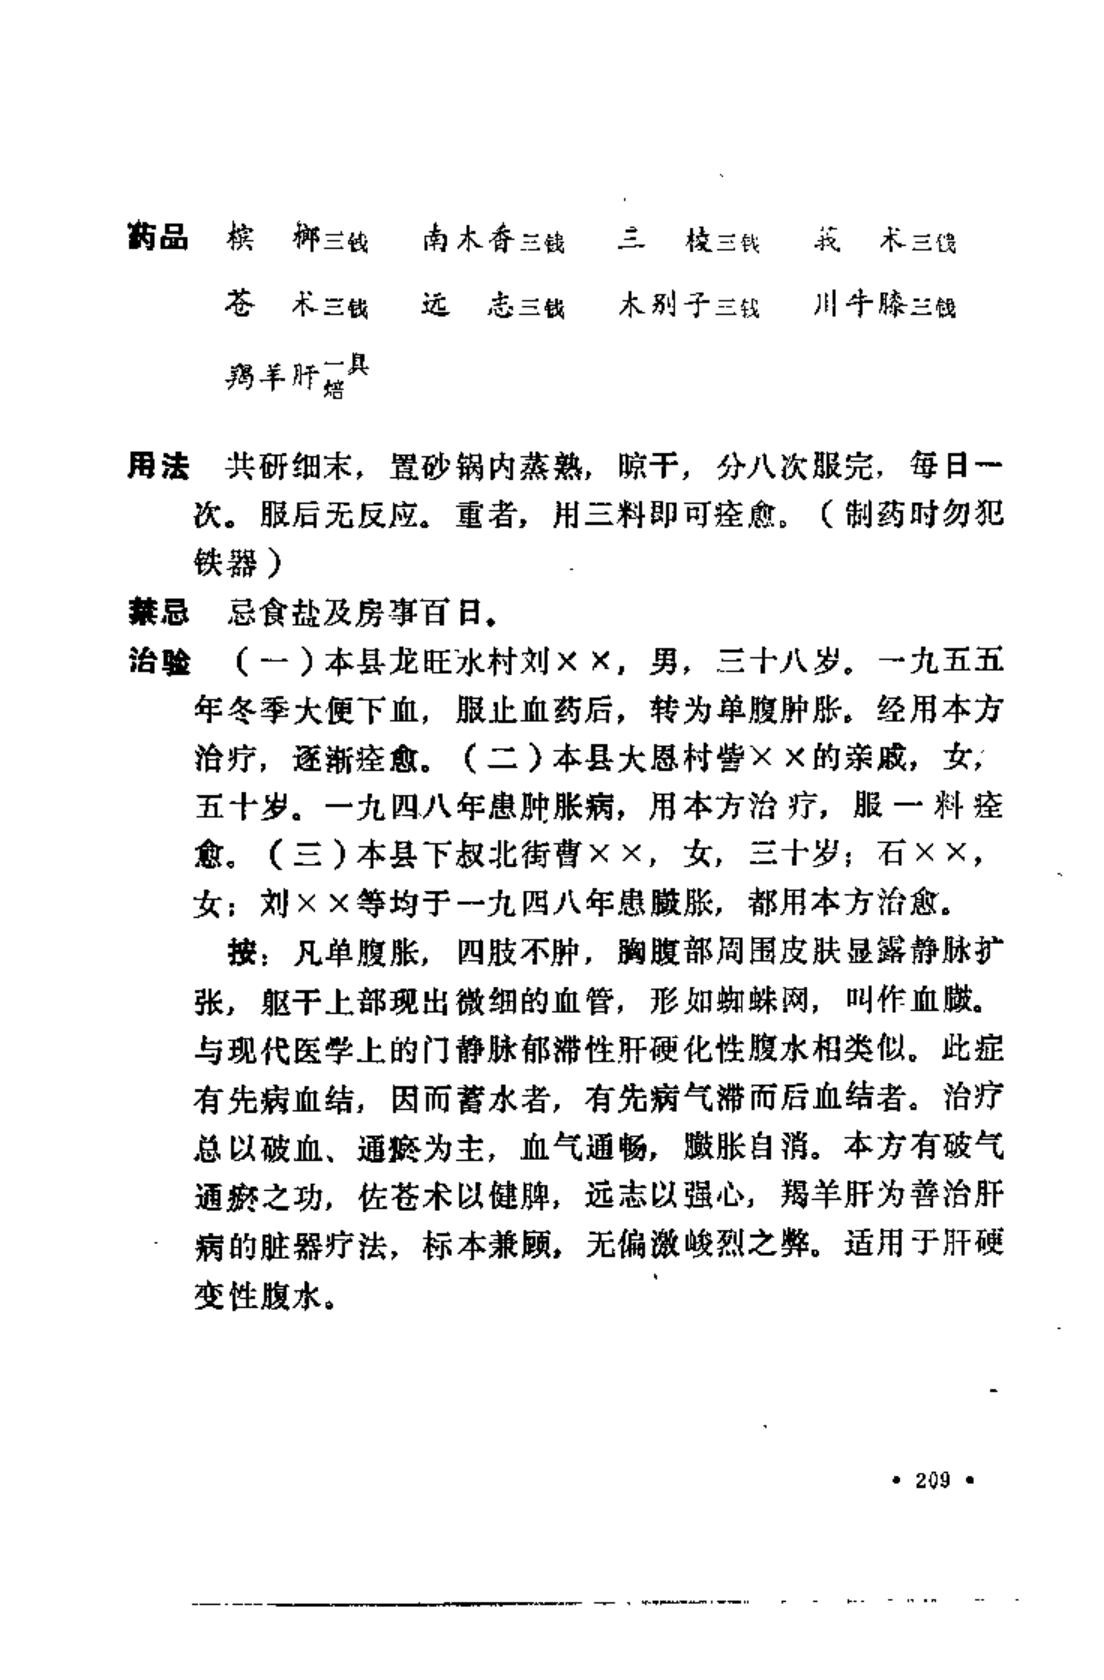 药品 槟 榔三钱 南木香三钱 三 棱三钱 莪 术三钱
苍 术三钱 远 志三钱 木别子三钱 川牛膝三钱
羯羊肝一具焙
用法 共研细末，置砂锅内蒸熟，晾干，分八次服完，每日一
次。服后无反应。重者，用三料即可痊愈。（制药时勿犯
铁器）
禁忌 忌食盐及房事百日。
治验 （一）本县龙旺水村刘××，男，三十八岁。一九五五
年冬季大便下血，服止血药后，转为单腹肿胀。经用本方
治疗，逐渐痊愈。（二）本县大恩村訾××的亲戚，女，
五十岁。一九四八年患肿胀病，用本方治疗，服一料痊
愈。（三）本县下叔北街曹××，女，三十岁；石××，
女；刘××等均于一九四八年患臌胀，都用本方治愈。
按：凡单腹胀，四肢不肿，胸腹部周围皮肤显露静脉扩
张，躯干上部现出微细的血管，形如蜘蛛网，叫作血臌。
与现代医学上的门静脉郁滞性肝硬化性腹水相类似。此症
有先病血结，因而蓄水者，有先病气滞而后血结者。治疗
总以破血、通瘀为主，血气通畅，臌胀自消。本方有破气
通瘀之功，佐苍术以健脾，远志以强心，羯羊肝为善治肝
病的脏器疗法，标本兼顾，无偏激峻烈之弊。适用于肝硬
变性腹水。
• 209 •